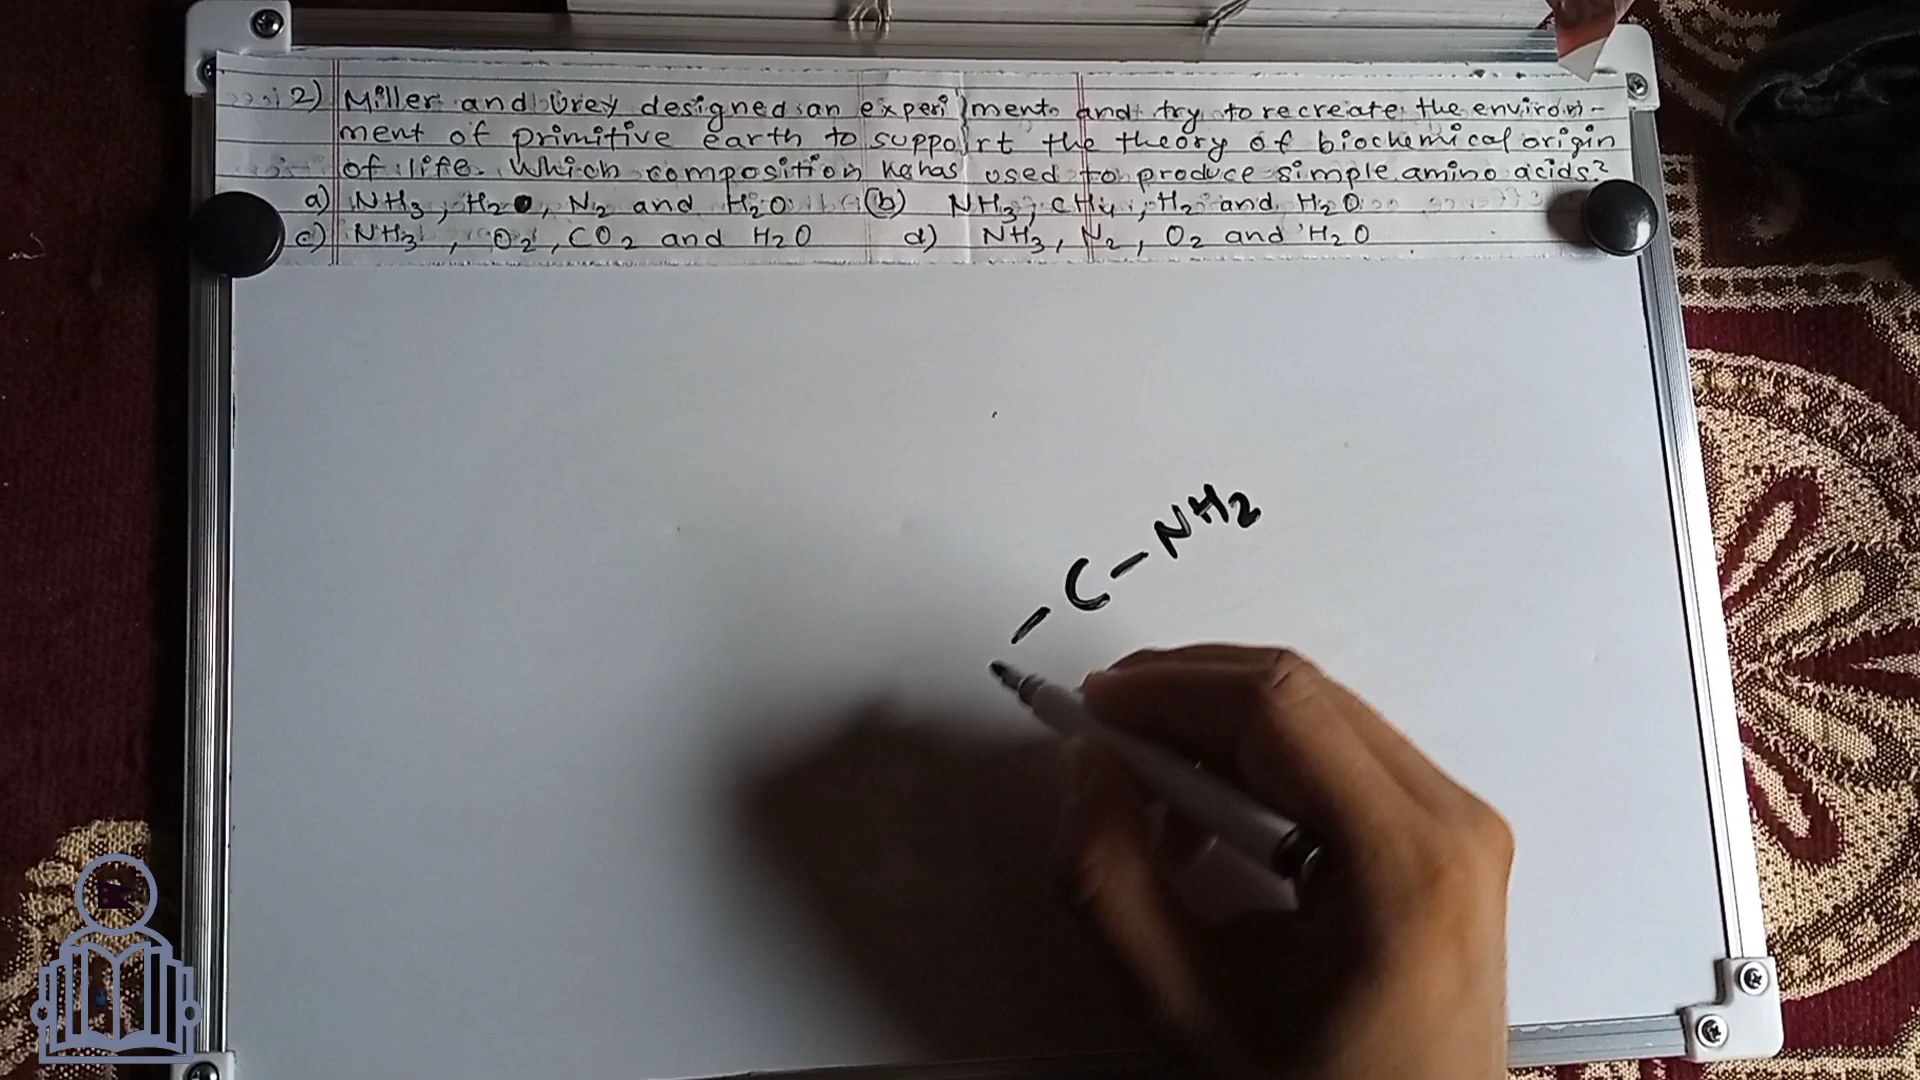 2) Miller and Urey designed an experiment and try to recreate the environ-
ment of primitive earth to support the theory of biochemical origin
of life. Which composition he has used to produce simple amino acids?
a) NH3, H2O, N2 and H2O (b) NH3, CH4, H2 and H2O
c) NH3, O2, CO2 and H2O d) NH3, N2, O2 and H2O
- C - NH2